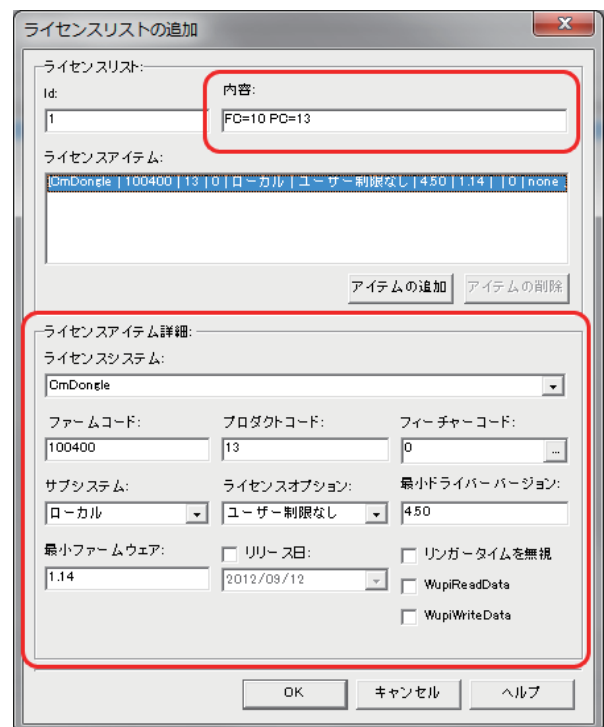 ライセンスリストの追加
ライセンスリスト:
Id: 内容:
1 FC=10 PC=13
ライセンスアイテム:
CmDongle | 100400 | 13 | 0 | ローカル | ユーザー制限なし | 4.50 | 1.14 | | 0 | none
アイテムの追加 アイテムの削除
ライセンスアイテム詳細:
ライセンスシステム:
CmDongle
ファームコード: プロダクトコード: フィーチャーコード:
100400 13 0 ...
サブシステム: ライセンスオプション: 最小ドライバーバージョン:
ローカル ユーザー制限なし 4.50
最小ファームウェア: リリース日: リンガータイムを無視
1.14 2012/09/12 WupiReadData
WupiWriteData
OK キャンセル ヘルプ